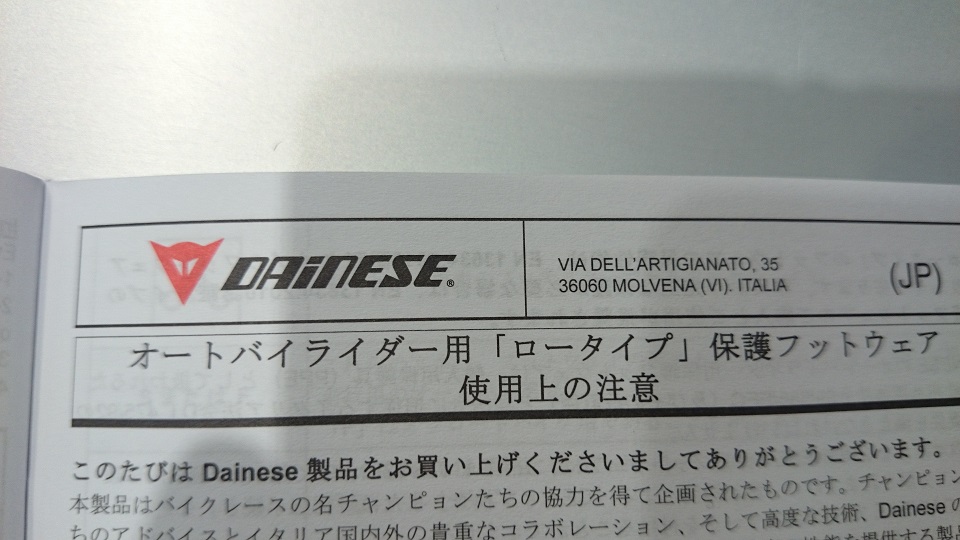 DAINESE®
VIA DELL'ARTIGIANATO, 35
36060 MOLVENA (VI). ITALIA
(JP)
オートバイライダー用「ロータイプ」保護フットウェア
使用上の注意
このたびは Dainese 製品をお買い上げくださいましてありがとうございます。
本製品はバイクレースの名チャンピオンたちの協力を得て企画されたものです。チャンピオン
ちのアドバイスとイタリア国内外の貴重なコラボレーション、そして高度な技術、Dainese の